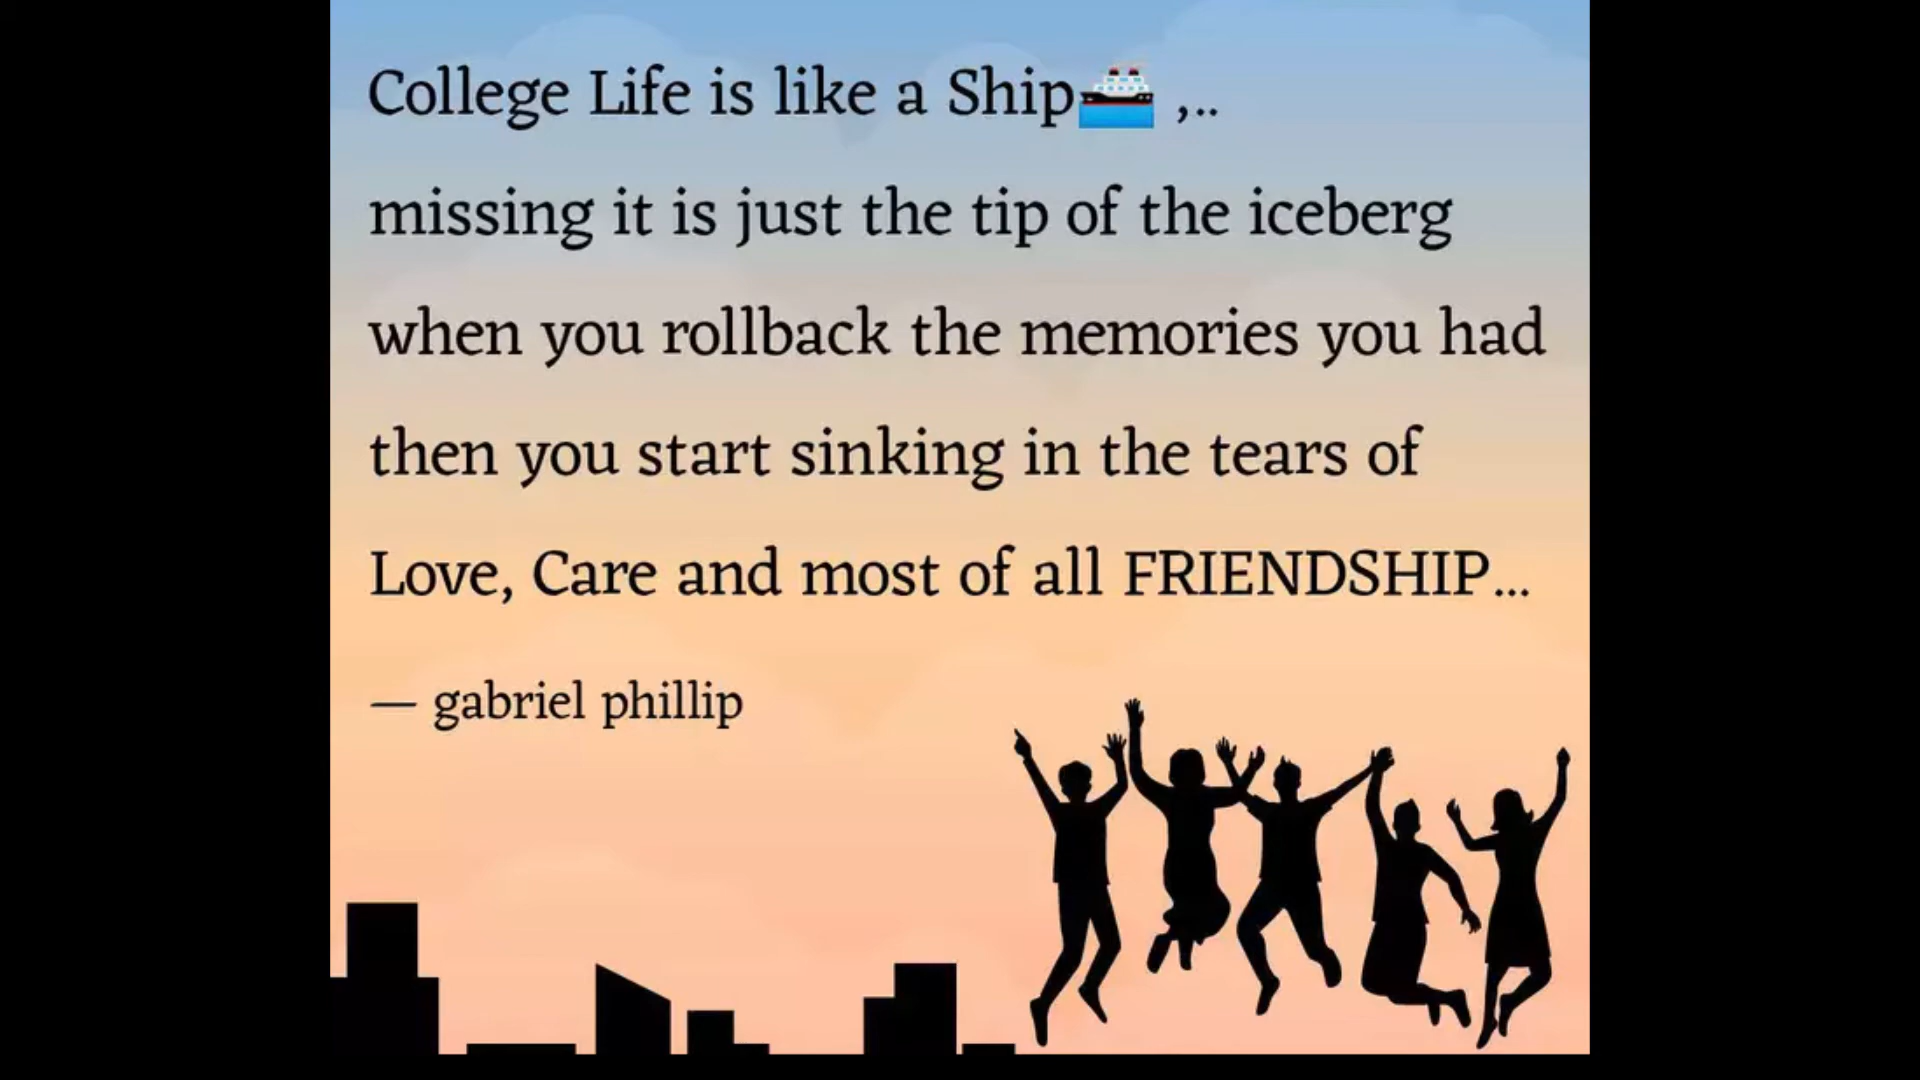 College Life is like a Ship🛳️ ,..
missing it is just the tip of the iceberg
when you rollback the memories you had
then you start sinking in the tears of
Love, Care and most of all FRIENDSHIP...
— gabriel phillip